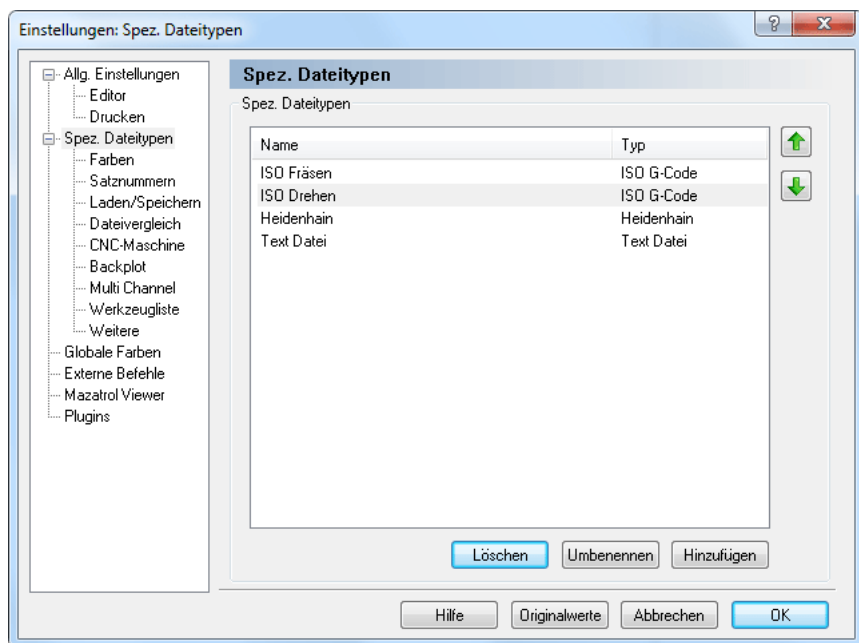 Einstellungen: Spez. Dateitypen
Allg. Einstellungen
Editor
Drucken
Spez. Dateitypen
Farben
Satznummern
Laden/Speichern
Dateivergleich
CNC-Maschine
Backplot
Multi Channel
Werkzeugliste
Weitere
Globale Farben
Externe Befehle
Mazatrol Viewer
Plugins
Spez. Dateitypen
Spez. Dateitypen
Name Typ
ISO Fräsen ISO G-Code
ISO Drehen ISO G-Code
Heidenhain Heidenhain
Text Datei Text Datei
Löschen Umbenennen Hinzufügen
Hilfe Originalwerte Abbrechen OK